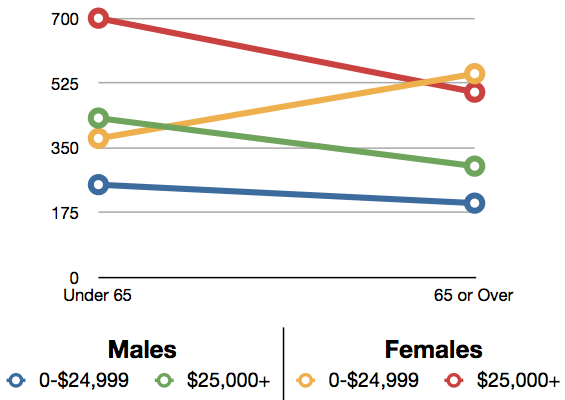 700
525
350
175
0
Under 65 65 or Over
Males Females
0-$24,999 $25,000+ 0-$24,999 $25,000+